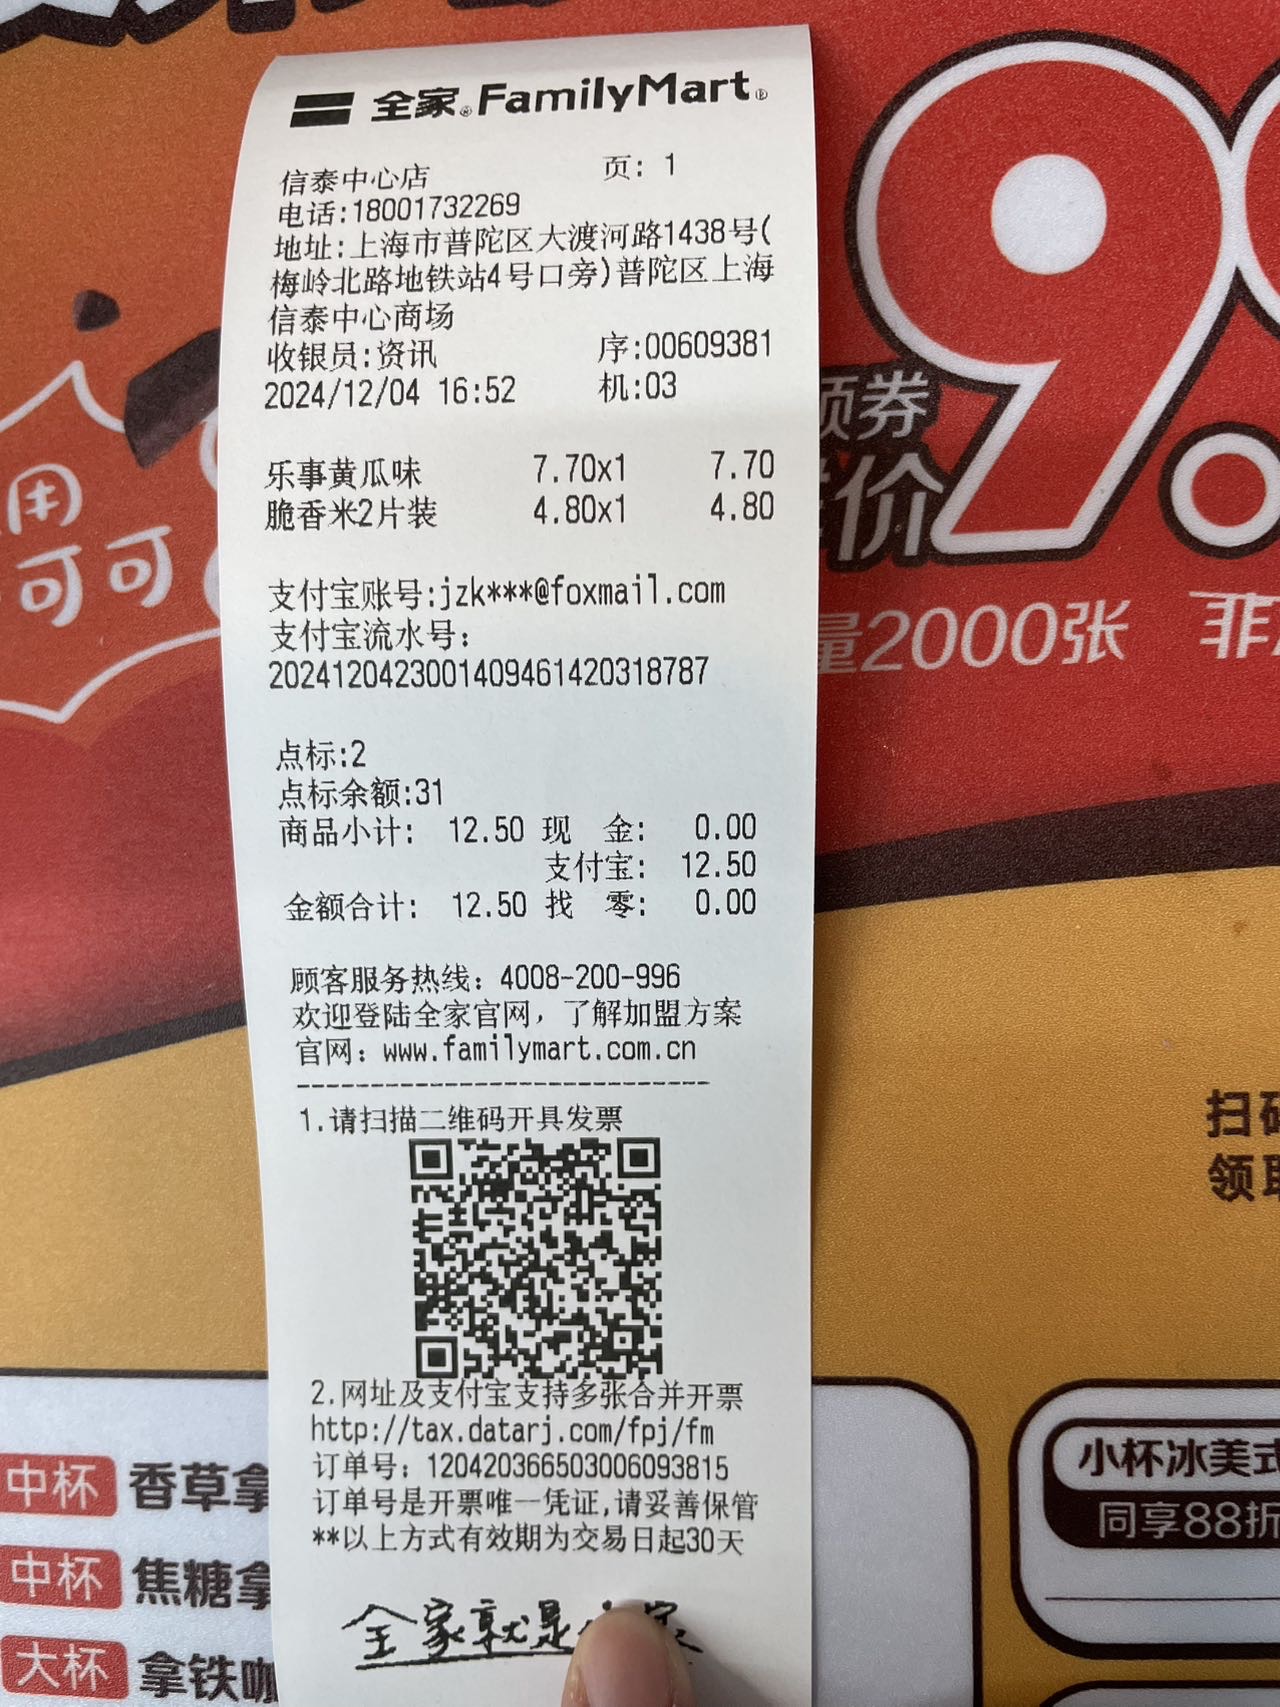 全家 FamilyMart
信泰中心店 页: 1
电话:18001732269
地址:上海市普陀区大渡河路1438号(
梅岭北路地铁站4号口旁)普陀区上海
信泰中心商场
收银员:资讯 序:00609381
2024/12/04 16:52 机:03
乐事黄瓜味 7.70x1 7.70
脆香米2片装 4.80x1 4.80
支付宝账号:jzk***@foxmail.com
支付宝流水号:
2024120423001409461420318787
点标:2
点标余额:31
商品小计: 12.50 现 金: 0.00
支付宝: 12.50
金额合计: 12.50 找 零: 0.00
顾客服务热线: 4008-200-996
欢迎登陆全家官网，了解加盟方案
官网: www.familymart.com.cn
1.请扫描二维码开具发票
2.网址及支付宝支持多张合并开票
http://tax.datarj.com/fpj/fm
订单号: 120420366503006093815
订单号是开票唯一凭证,请妥善保管
**以上方式有效期为交易日起30天
全家就是
用
可可
9.
券
价
量2000张 非
扫码
领取
中杯 香草拿
中杯 焦糖拿
大杯 拿铁咖
小杯冰美式
同享88折